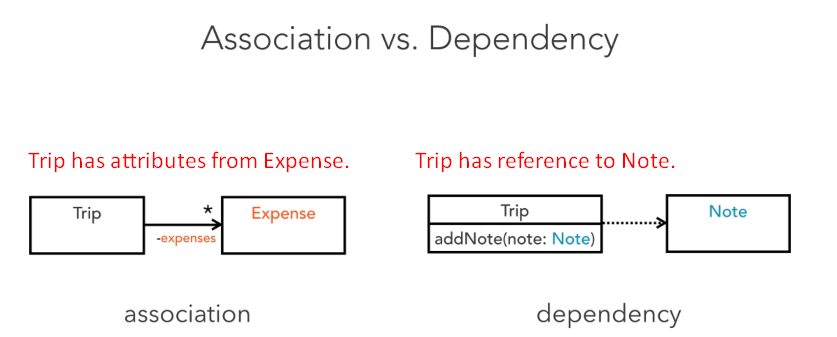 Association vs. Dependency
Trip has attributes from Expense.
Trip
*
-expenses
Expense
association
Trip has reference to Note.
Trip
addNote(note: Note)
Note
dependency